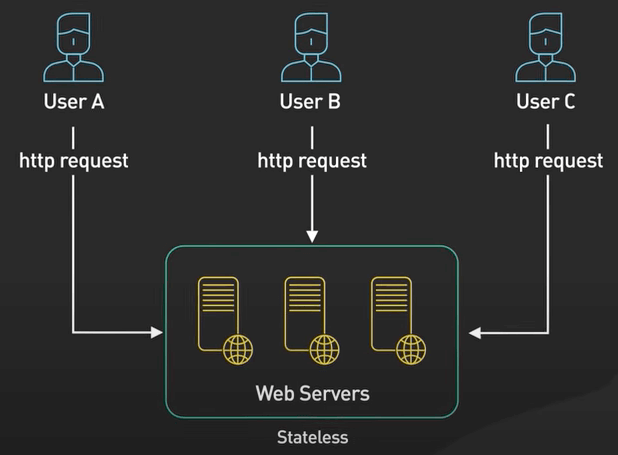 User A
User B
User C
http request
http request
http request
Web Servers
Stateless